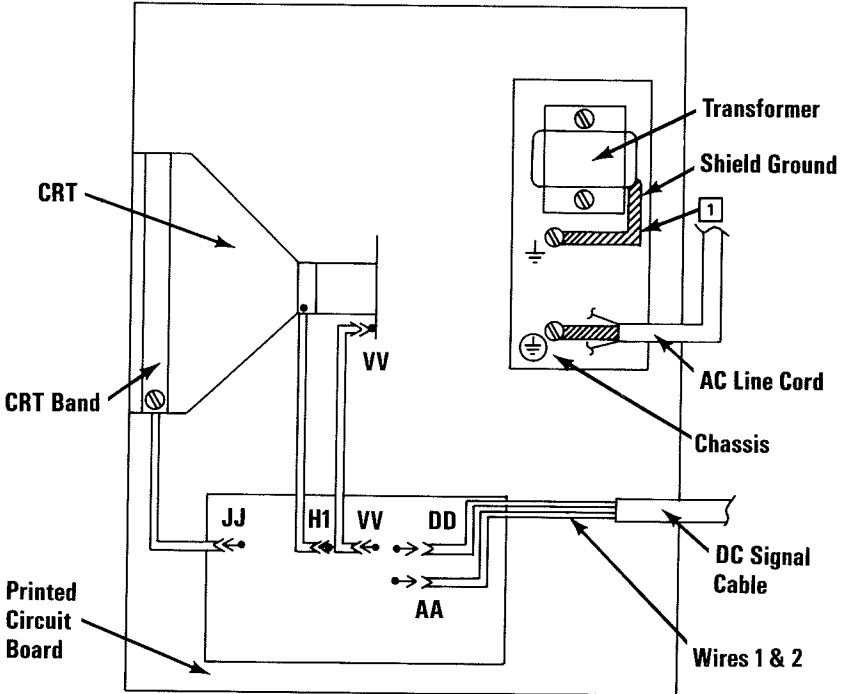 Transformer
Shield Ground
1
CRT
VV
CRT Band
AC Line Cord
Chassis
JJ
H1
VV
DD
DC Signal
Cable
AA
Printed
Circuit
Board
Wires 1 & 2